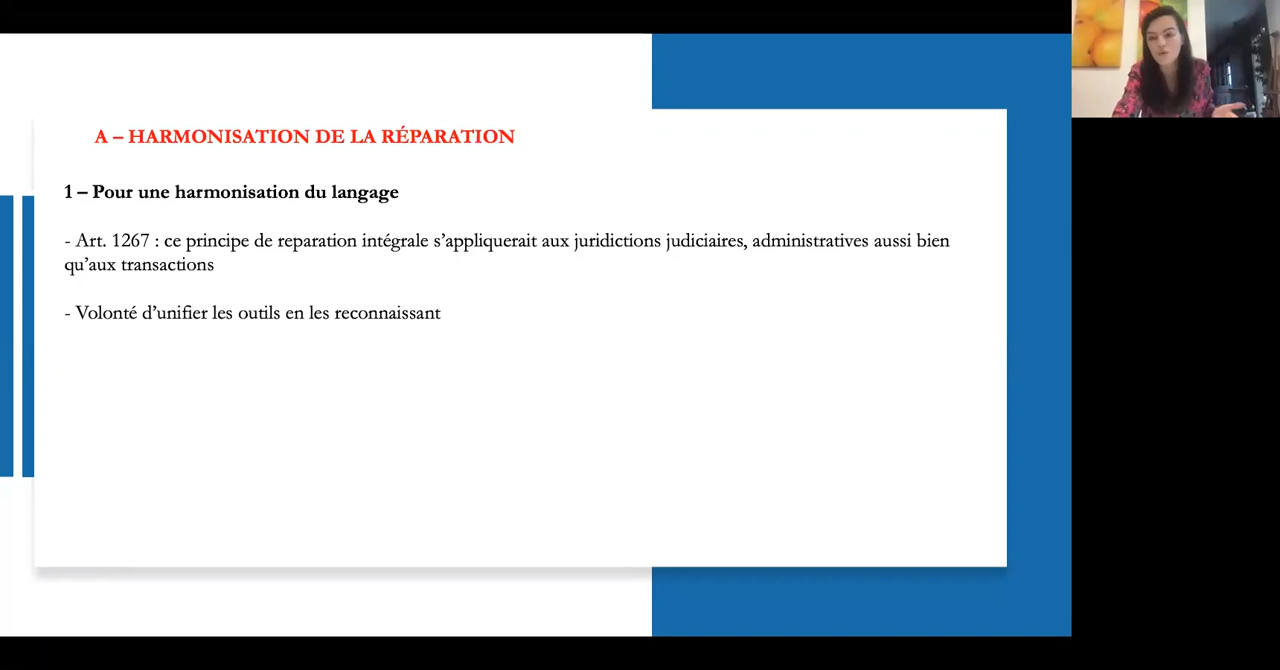 A – HARMONISATION DE LA RÉPARATION
1 – Pour une harmonisation du langage
- Art. 1267 : ce principe de reparation intégrale s’appliquerait aux juridictions judiciaires, administratives aussi bien
qu’aux transactions
- Volonté d’unifier les outils en les reconnaissant